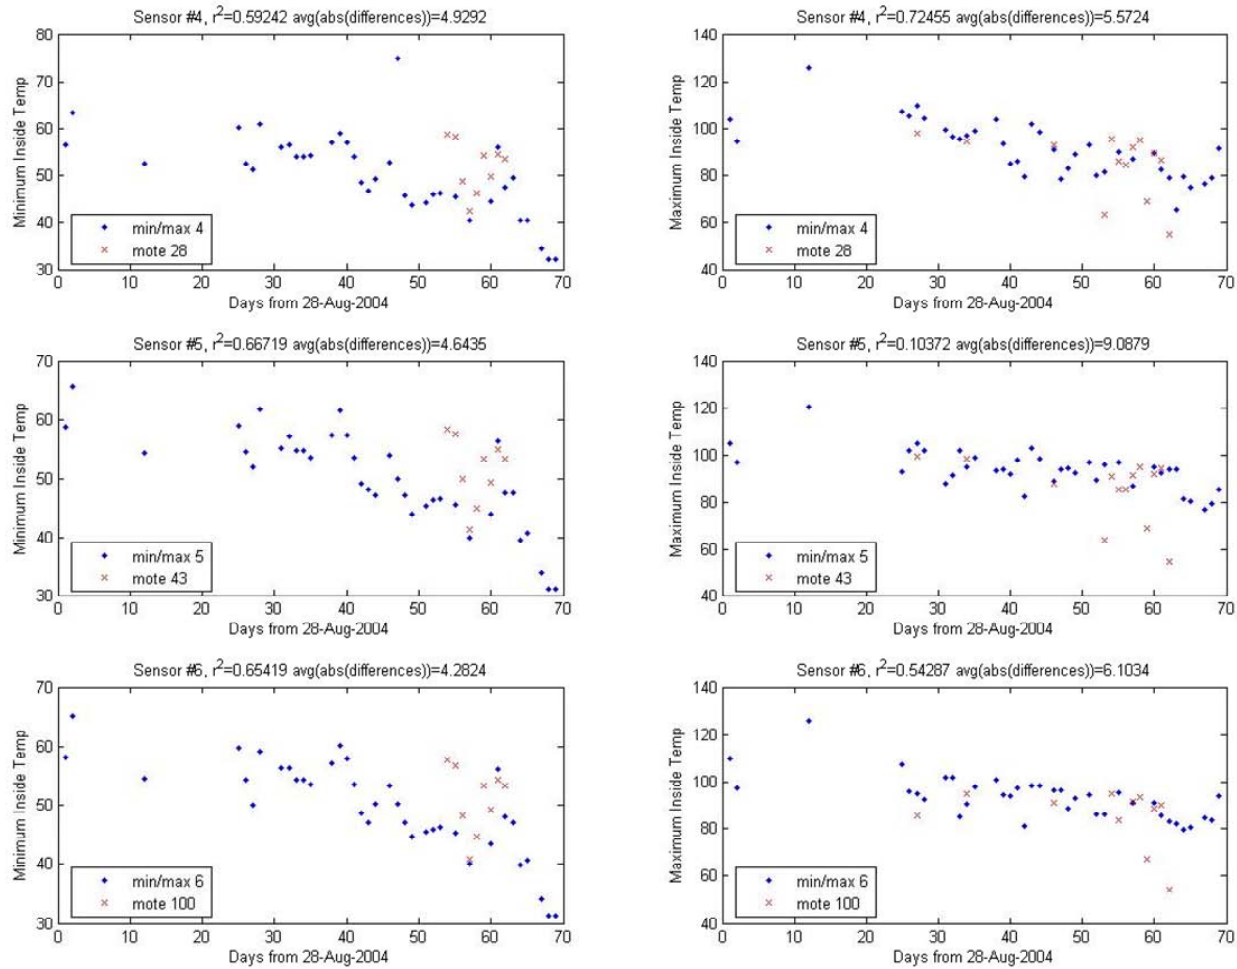 Sensor #4, r²=0.59242 avg(abs(differences))=4.9292
80
70
60
50
40
30
Minimum Inside Temp
min/max 4
mote 28
0 10 20 30 40 50 60 70
Days from 28-Aug-2004
Sensor #4, r²=0.72455 avg(abs(differences))=5.5724
140
120
100
80
60
40
Maximum Inside Temp
min/max 4
mote 28
0 10 20 30 40 50 60 70
Days from 28-Aug-2004
Sensor #5, r²=0.66719 avg(abs(differences))=4.6435
70
60
50
40
30
Minimum Inside Temp
min/max 5
mote 43
0 10 20 30 40 50 60 70
Days from 28-Aug-2004
Sensor #5, r²=0.10372 avg(abs(differences))=9.0879
140
120
100
80
60
40
Maximum Inside Temp
min/max 5
mote 43
0 10 20 30 40 50 60 70
Days from 28-Aug-2004
Sensor #6, r²=0.65419 avg(abs(differences))=4.2824
70
60
50
40
30
Minimum Inside Temp
min/max 6
mote 100
0 10 20 30 40 50 60 70
Days from 28-Aug-2004
Sensor #6, r²=0.54287 avg(abs(differences))=6.1034
140
120
100
80
60
40
Maximum Inside Temp
min/max 6
mote 100
0 10 20 30 40 50 60 70
Days from 28-Aug-2004